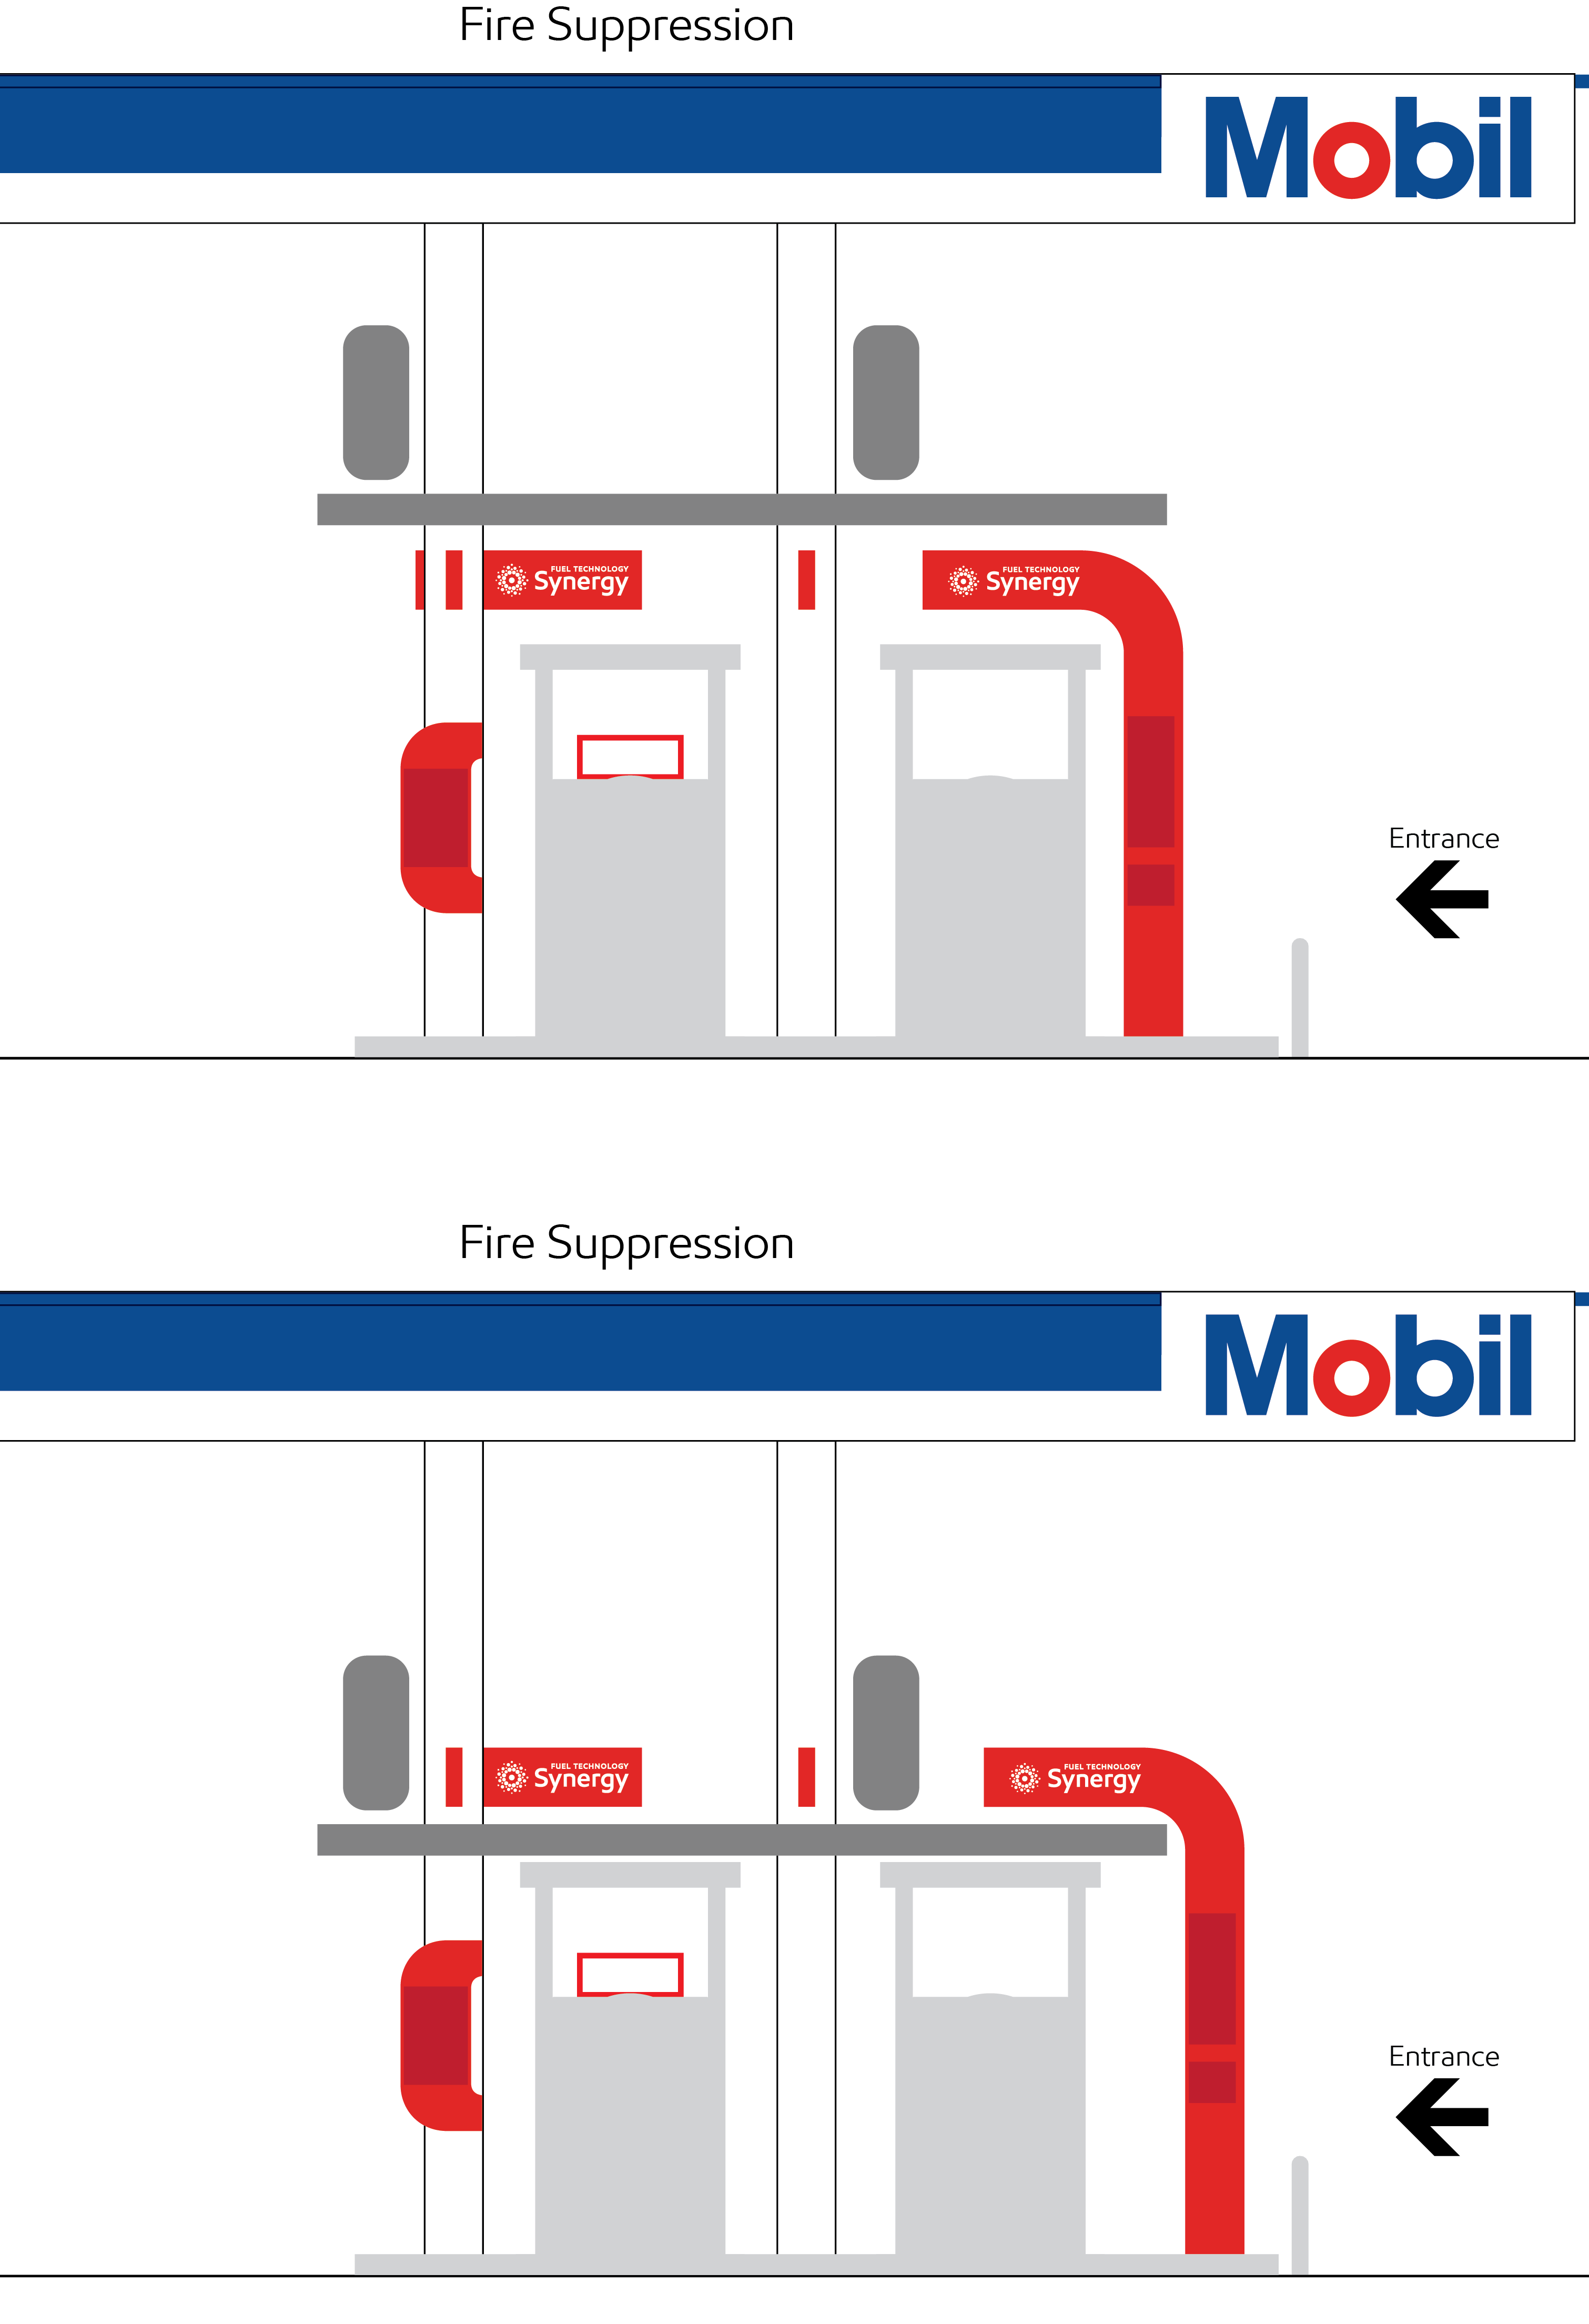 Fire Suppression
Mobil
FUEL TECHNOLOGY
Synergy
FUEL TECHNOLOGY
Synergy
Entrance
Fire Suppression
Mobil
FUEL TECHNOLOGY
Synergy
FUEL TECHNOLOGY
Synergy
Entrance